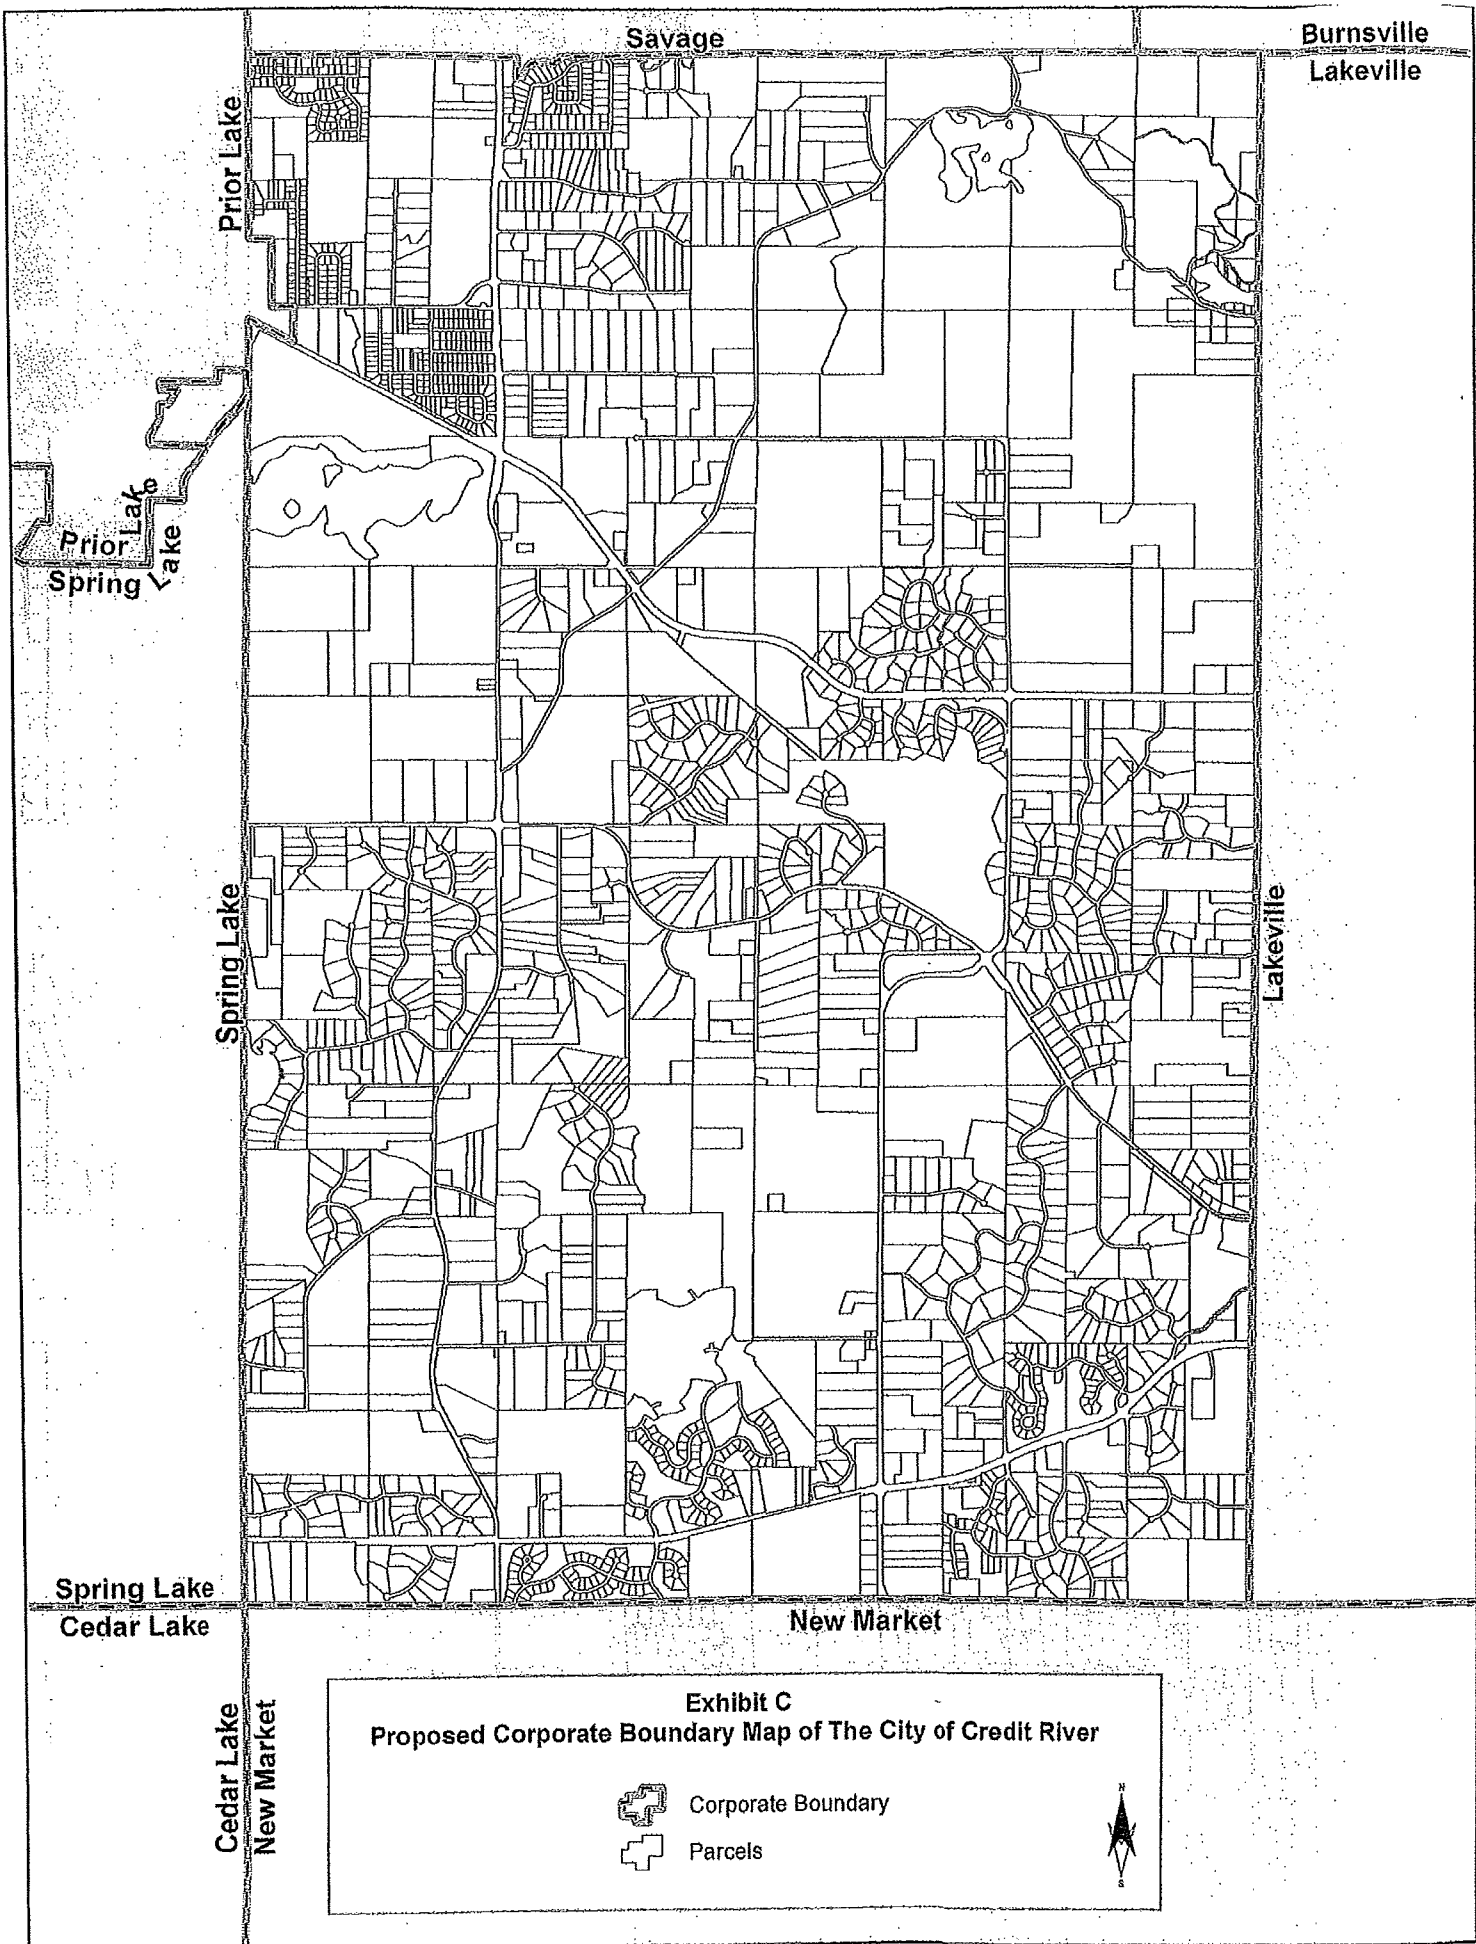 Savage
Burnsville
Lakeville
Prior Lake
Prior Lake
Spring Lake
Spring Lake
Lakeville
Spring Lake
Cedar Lake
New Market
Cedar Lake
New Market
Exhibit C
Proposed Corporate Boundary Map of The City of Credit River
Corporate Boundary
Parcels
N
S